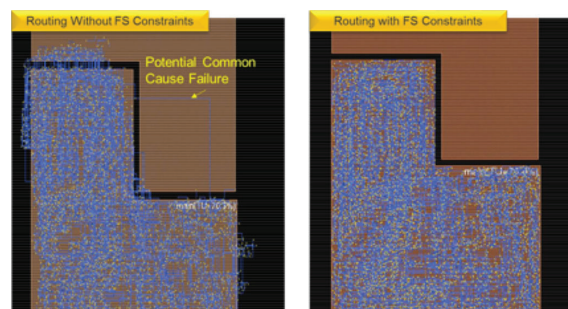 Routing Without FS Constraints
Routing with FS Constraints
Potential Common
Cause Failure